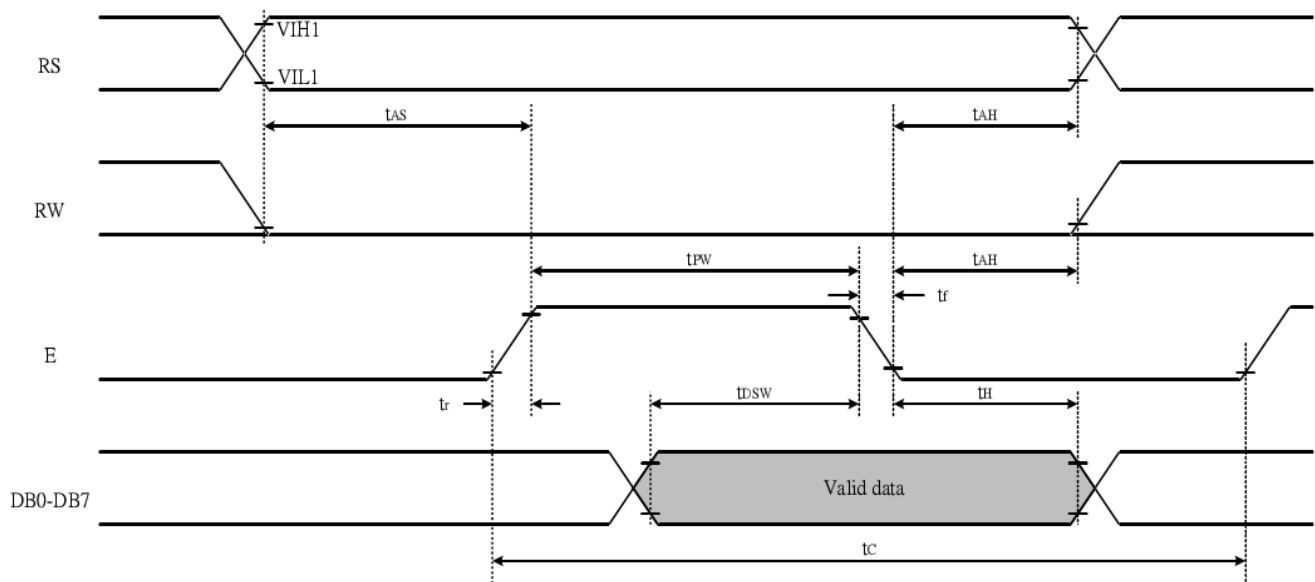 VIH1
RS
VIL1
tAS
tAH
RW
tPW
tAH
tf
E
tr
tDSW
tH
DB0-DB7
Valid data
tC